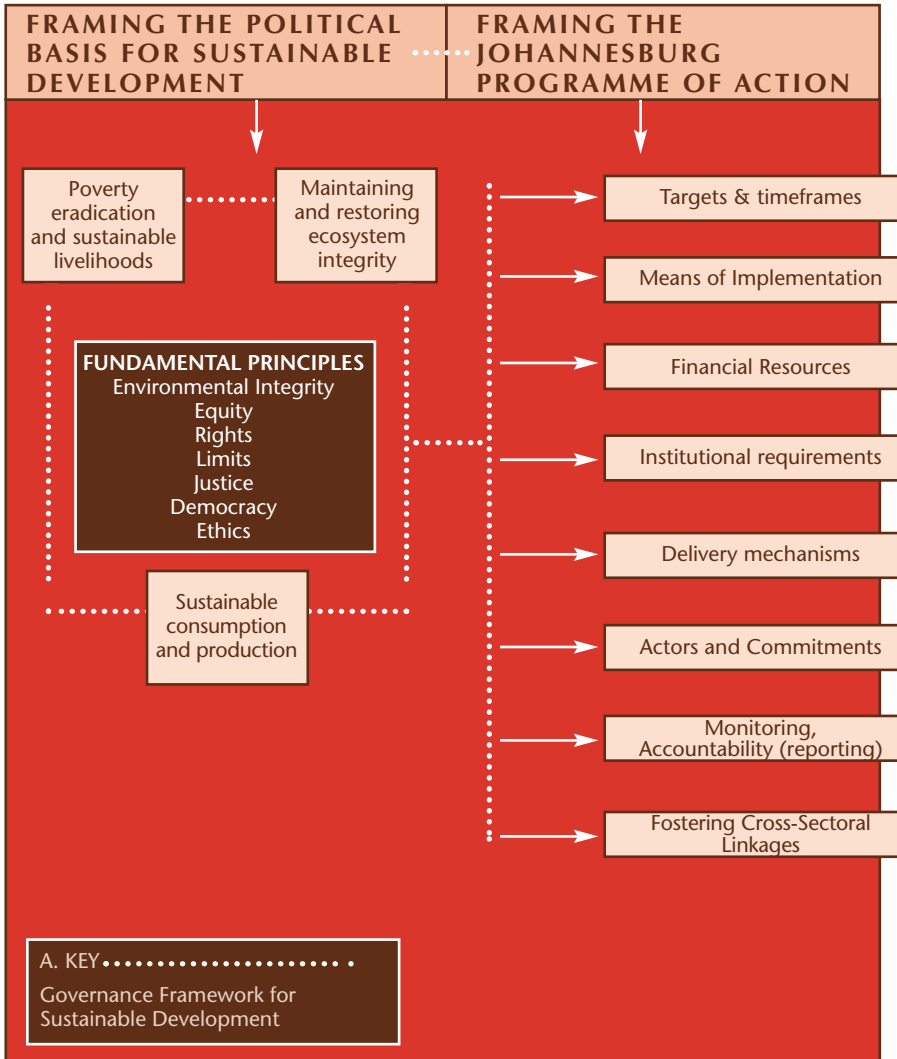 FRAMING THE POLITICAL
BASIS FOR SUSTAINABLE
DEVELOPMENT
FRAMING THE
JOHANNESBURG
PROGRAMME OF ACTION
Poverty
eradication
and sustainable
livelihoods
Maintaining
and restoring
ecosystem
integrity
FUNDAMENTAL PRINCIPLES
Environmental Integrity
Equity
Rights
Limits
Justice
Democracy
Ethics
Sustainable
consumption
and production
Targets & timeframes
Means of Implementation
Financial Resources
Institutional requirements
Delivery mechanisms
Actors and Commitments
Monitoring,
Accountability (reporting)
Fostering Cross-Sectoral
Linkages
A. KEY
Governance Framework for
Sustainable Development